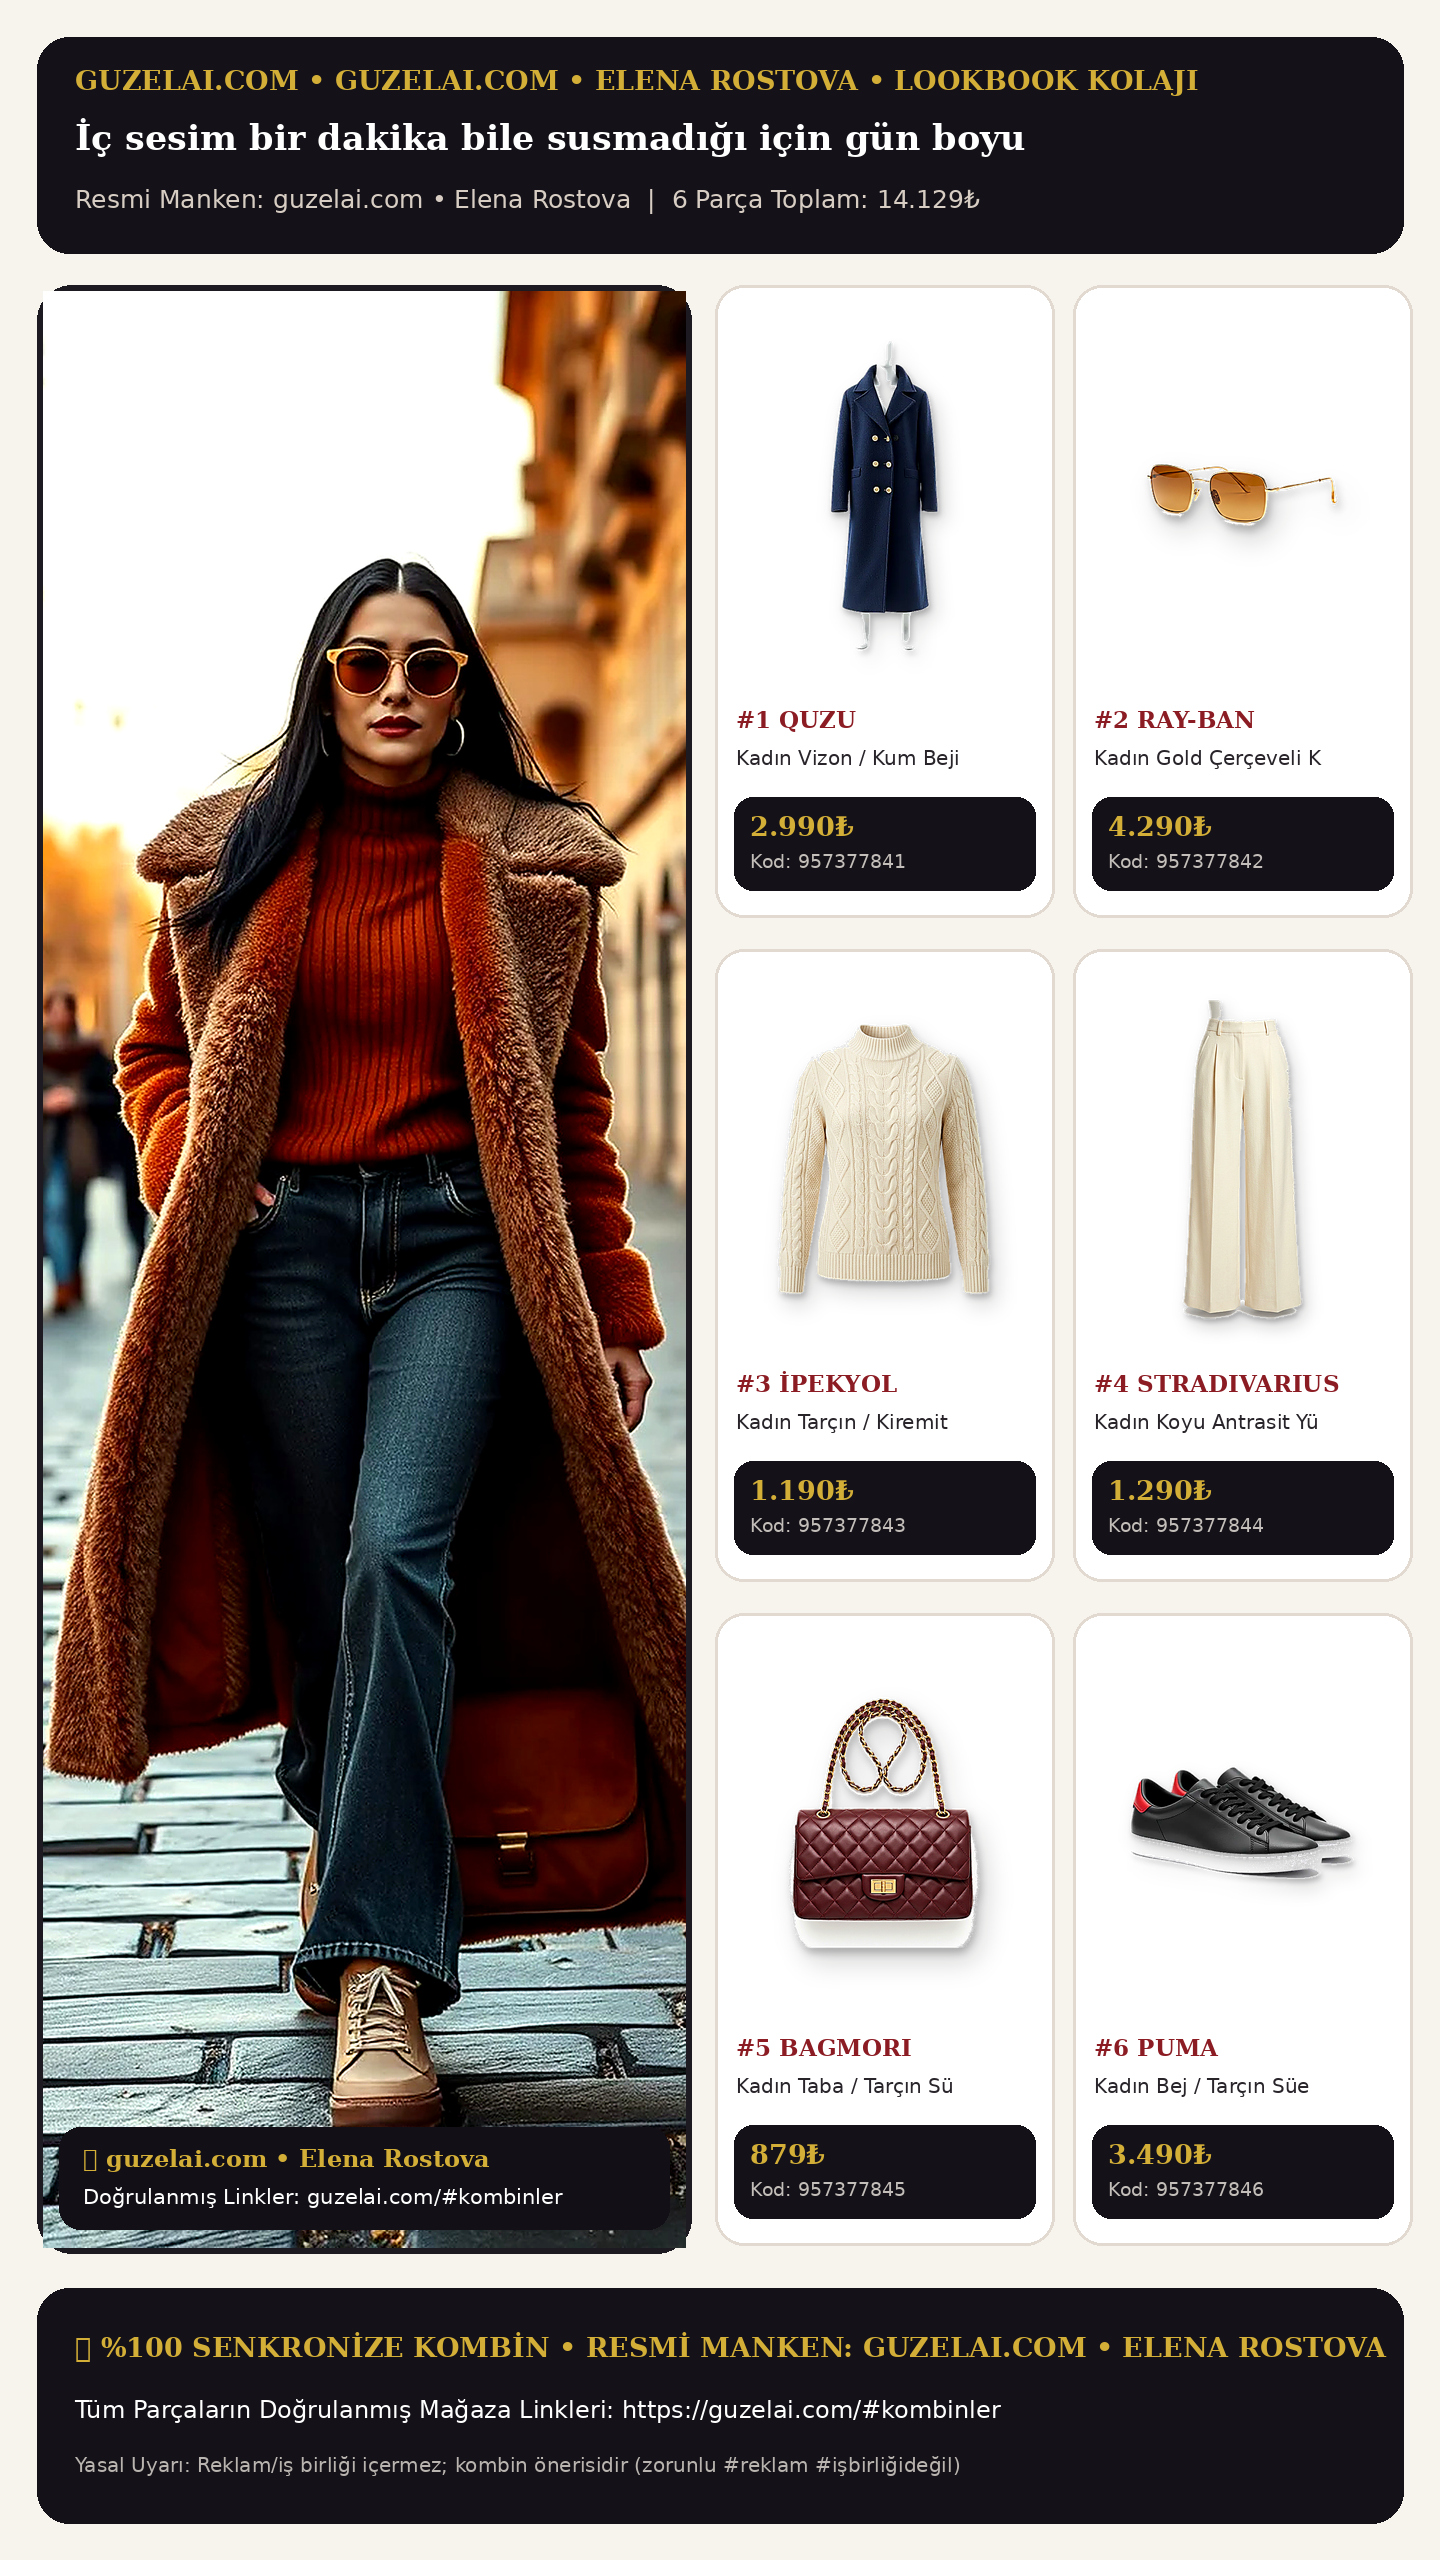 GUZELAI.COM • GUZELAI.COM • ELENA ROSTOVA • LOOKBOOK KOLAJI
İç sesim bir dakika bile susmadığı için gün boyu
Resmi Manken: guzelai.com • Elena Rostova | 6 Parça Toplam: 14.129₺
#1 QUZU
Kadın Vizon / Kum Beji
2.990₺
Kod: 957377841
#2 RAY-BAN
Kadın Gold Çerçeveli K
4.290₺
Kod: 957377842
#3 İPEKYOL
Kadın Tarçın / Kiremit
1.190₺
Kod: 957377843
#4 STRADIVARIUS
Kadın Koyu Antrasit Yü
1.290₺
Kod: 957377844
#5 BAGMORI
Kadın Taba / Tarçın Sü
879₺
Kod: 957377845
#6 PUMA
Kadın Bej / Tarçın Süe
3.490₺
Kod: 957377846
guzelai.com • Elena Rostova
Doğrulanmış Linkler: guzelai.com/#kombinler
%100 SENKRONİZE KOMBİN • RESMİ MANKEN: GUZELAI.COM • ELENA ROSTOVA
Tüm Parçaların Doğrulanmış Mağaza Linkleri: https://guzelai.com/#kombinler
Yasal Uyarı: Reklam/iş birliği içermez; kombin önerisidir (zorunlu #reklam #işbirliğideğil)